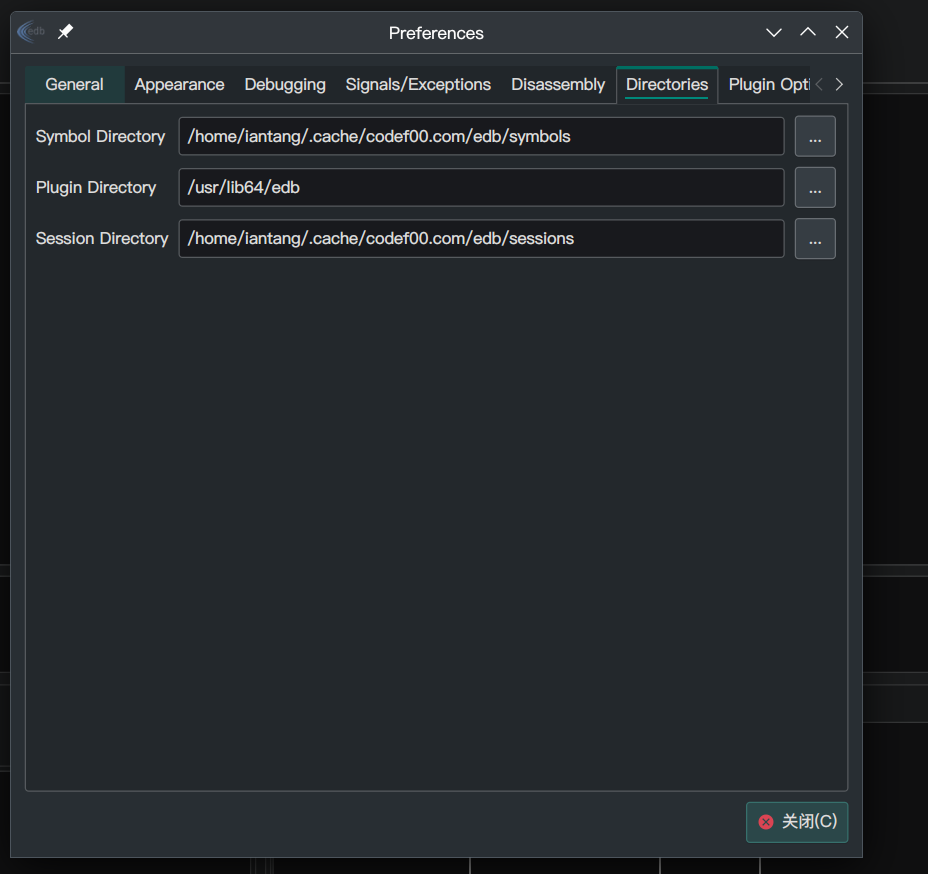 edb
Preferences
General Appearance Debugging Signals/Exceptions Disassembly Directories Plugin Opti
Symbol Directory /home/iantang/.cache/codef00.com/edb/symbols ...
Plugin Directory /usr/lib64/edb ...
Session Directory /home/iantang/.cache/codef00.com/edb/sessions ...
关闭(C)